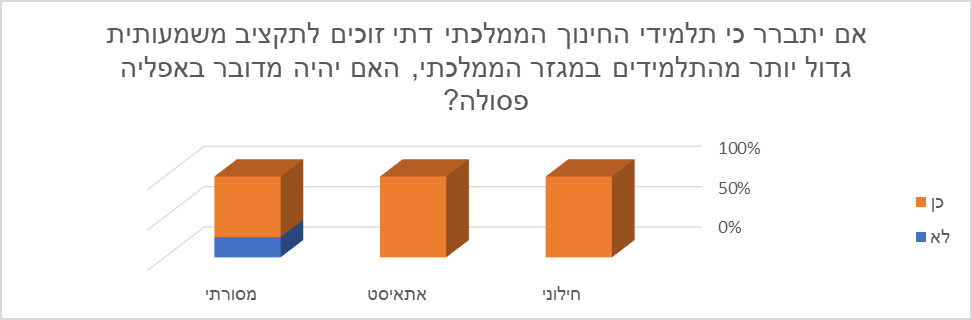 אם יתברר כי תלמידי החינוך הממלכתי דתי זוכים לתקציב משמעותית
גדול יותר מהתלמידים במגזר הממלכתי, האם יהיה מדובר באפליה
פסולה?
100%
50%
0%
כן
לא
חילוני
אתאיסט
מסורתי